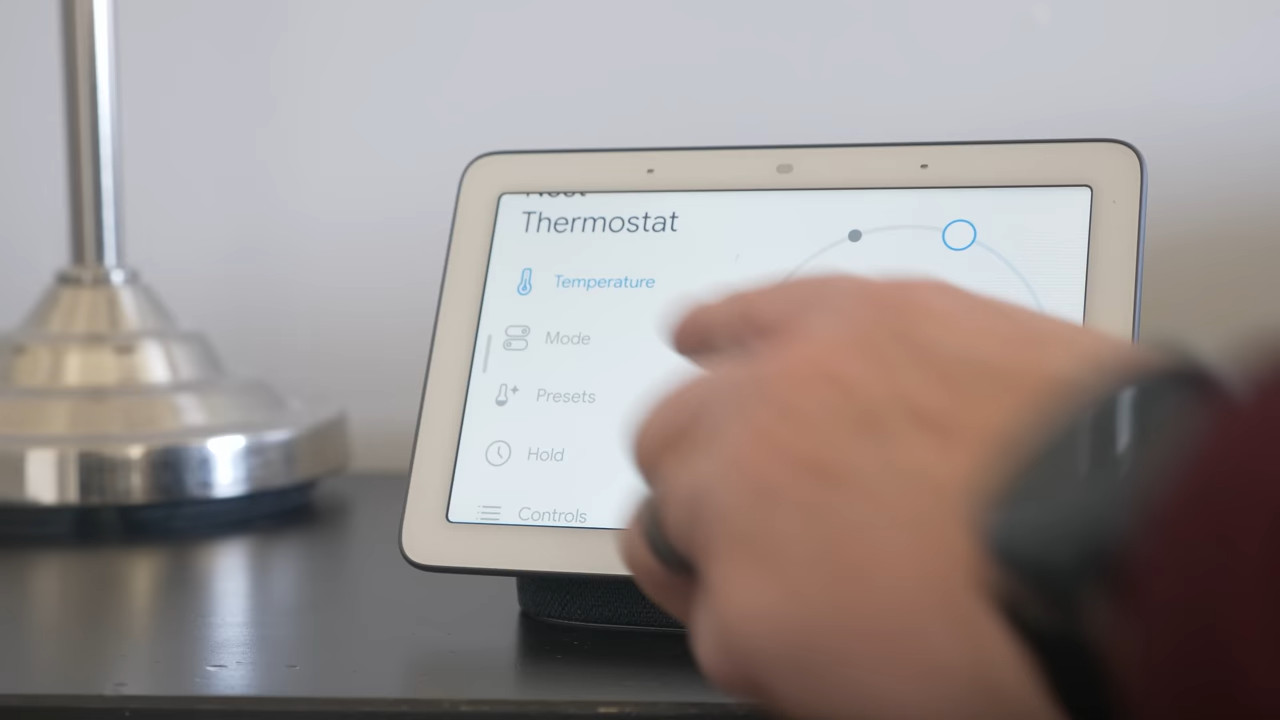 Thermostat
Temperature
Mode
Presets
Hold
Controls